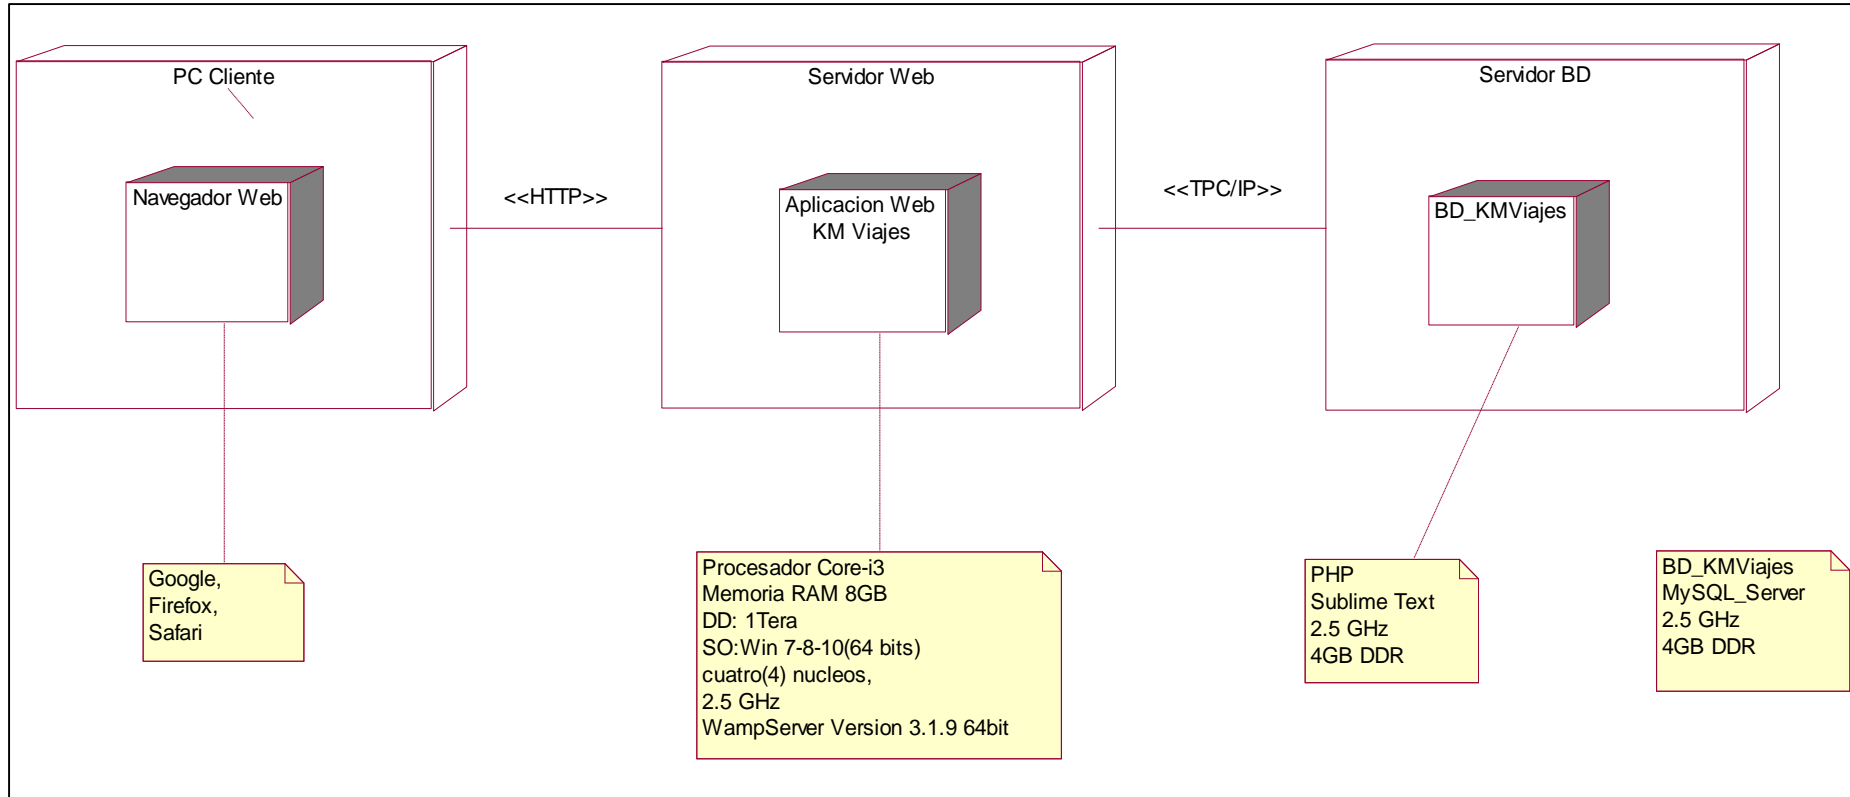 PC Cliente
Navegador Web
<<HTTP>>
Servidor Web
Aplicacion Web
KM Viajes
<<TPC/IP>>
Servidor BD
BD_KMViajes
Google,
Firefox,
Safari
Procesador Core-i3
Memoria RAM 8GB
DD: 1Tera
SO:Win 7-8-10(64 bits)
cuatro(4) nucleos,
2.5 GHz
WampServer Version 3.1.9 64bit
PHP
Sublime Text
2.5 GHz
4GB DDR
BD_KMViajes
MySQL_Server
2.5 GHz
4GB DDR